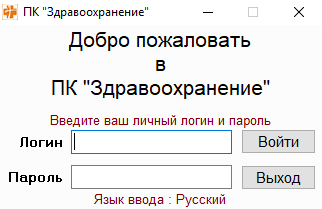 ПК "Здравоохранение"
Добро пожаловать
в
ПК "Здравоохранение"
Введите ваш личный логин и пароль
Логин Войти
Пароль Выход
Язык ввода : Русский